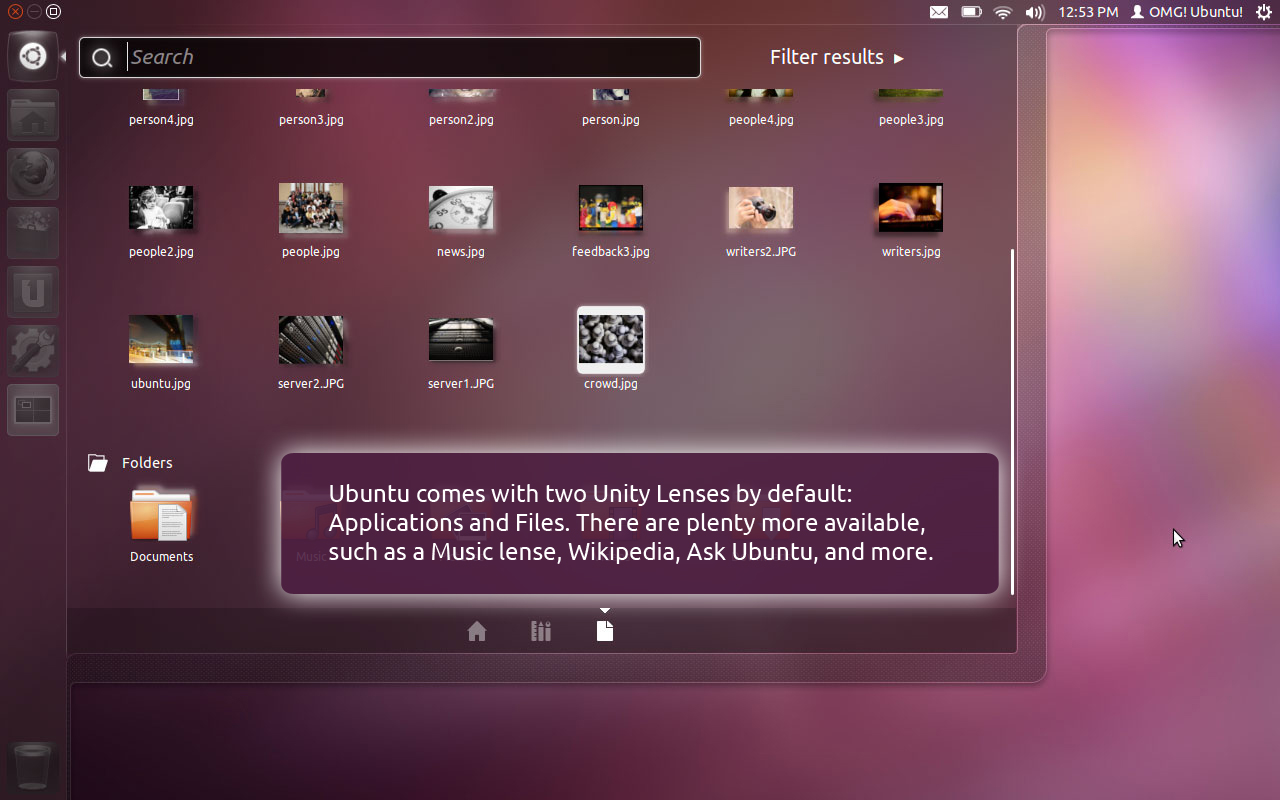 12:53 PM OMG! Ubuntu!
Search
Filter results ▸
person4.jpg person3.jpg person2.jpg person.jpg people4.jpg people3.jpg
people2.jpg people.jpg news.jpg feedback3.jpg writers2.JPG writers.jpg
ubuntu.jpg server2.JPG server1.JPG crowd.jpg
Folders
Ubuntu comes with two Unity Lenses by default:
Applications and Files. There are plenty more available,
such as a Music lense, Wikipedia, Ask Ubuntu, and more.
Documents